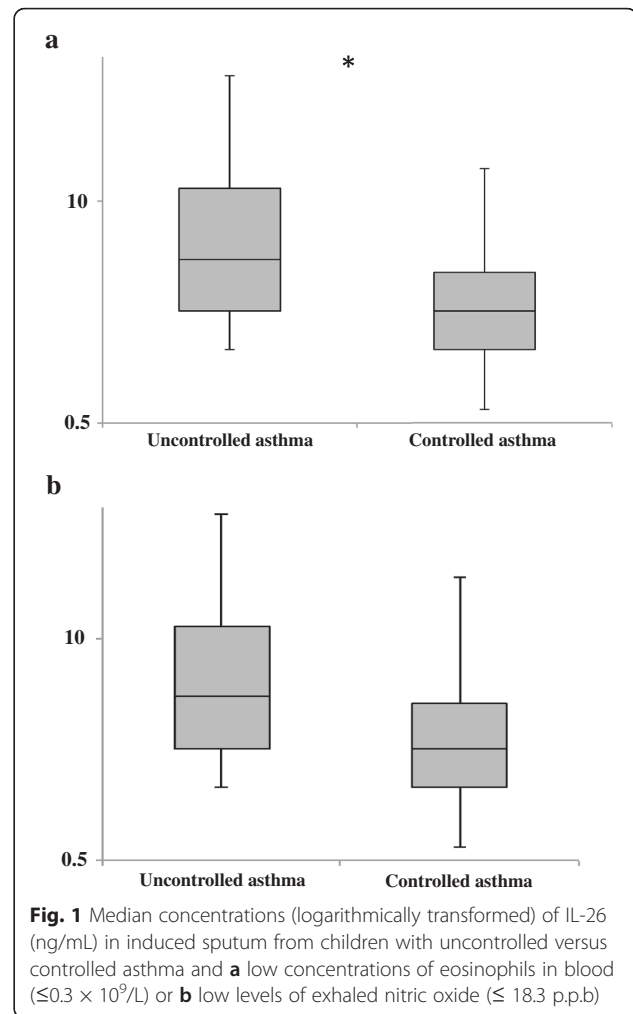 a
*
10
0.5
Uncontrolled asthma Controlled asthma
b
10
0.5
Uncontrolled asthma Controlled asthma
Fig. 1 Median concentrations (logarithmically transformed) of IL-26
(ng/mL) in induced sputum from children with uncontrolled versus
controlled asthma and a low concentrations of eosinophils in blood
(≤0.3 × 10⁹/L) or b low levels of exhaled nitric oxide (≤ 18.3 p.p.b)